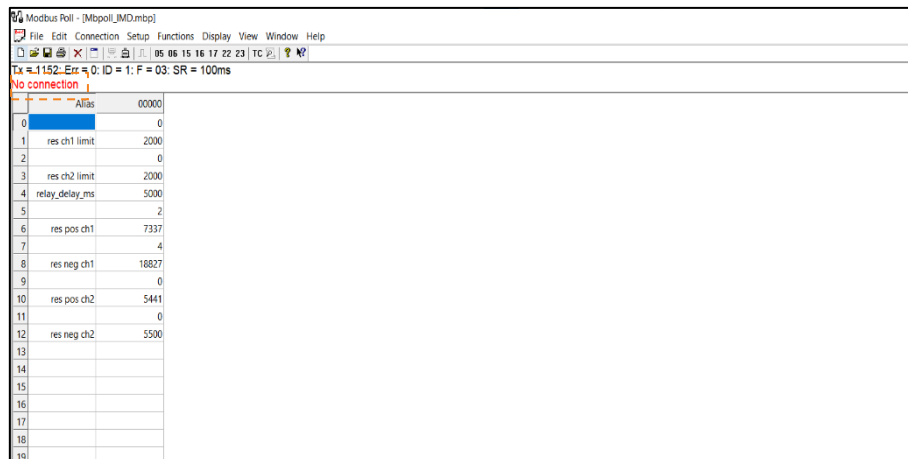 Modbus Poll - [Mbpoll_IMD.mbp]
File Edit Connection Setup Functions Display View Window Help
05 06 15 16 17 22 23 TC
Tx = 1152: Err = 0: ID = 1: F = 03: SR = 100ms
No connection
Alias 00000
0 0
1 res ch1 limit 2000
2 0
3 res ch2 limit 2000
4 relay_delay_ms 5000
5 2
6 res pos ch1 7337
7 4
8 res neg ch1 18827
9 0
10 res pos ch2 5441
11 0
12 res neg ch2 5500
13
14
15
16
17
18
19